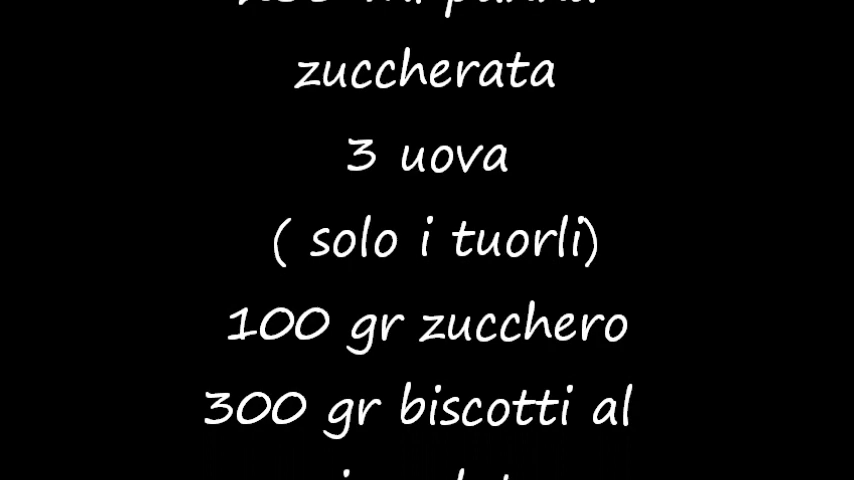 zuccherata
3 uova
( solo i tuorli)
100 gr zucchero
300 gr biscotti al